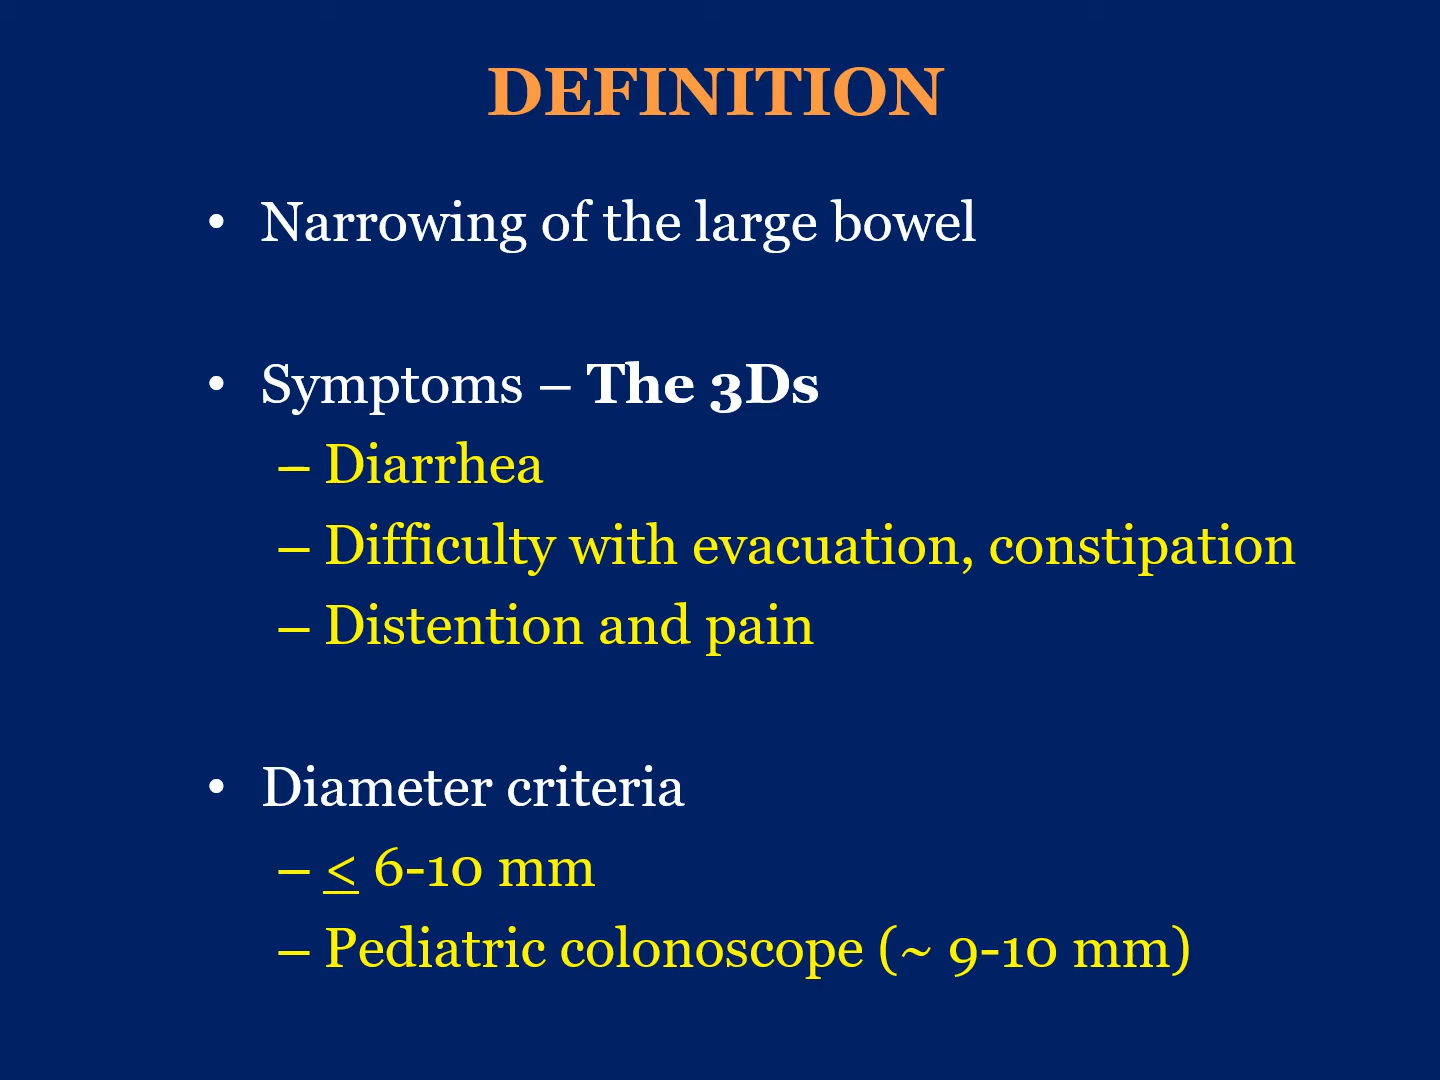 DEFINITION
• Narrowing of the large bowel
• Symptoms – The 3Ds
– Diarrhea
– Difficulty with evacuation, constipation
– Distention and pain
• Diameter criteria
– < 6-10 mm
– Pediatric colonoscope (~ 9-10 mm)